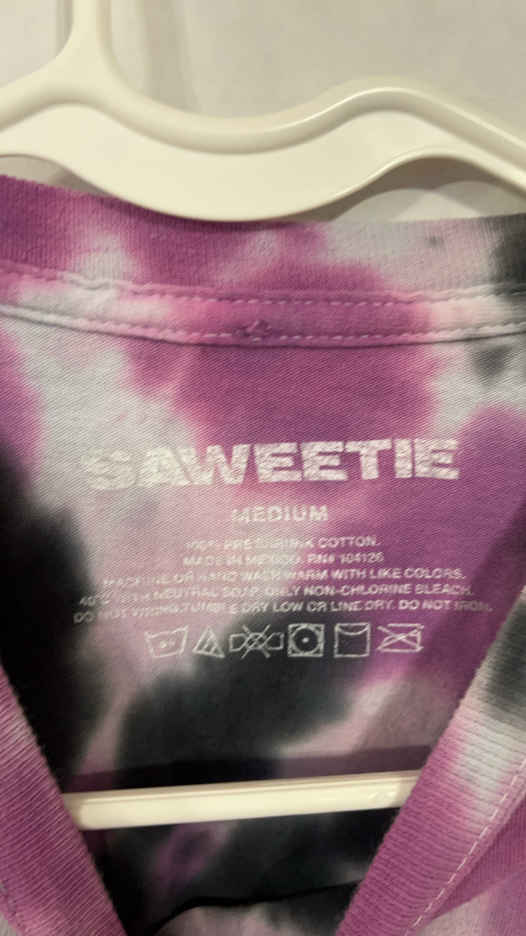 SAWEETIE
MEDIUM
100% PRE SHRUNK COTTON.
MADE IN MEXICO. RN# 104126
MACHINE OR HAND WASH WARM WITH LIKE COLORS.
40°C WITH NEUTRAL SOAP. ONLY NON-CHLORINE BLEACH.
DO NOT WRING.TUMBLE DRY LOW OR LINE DRY. DO NOT IRON.